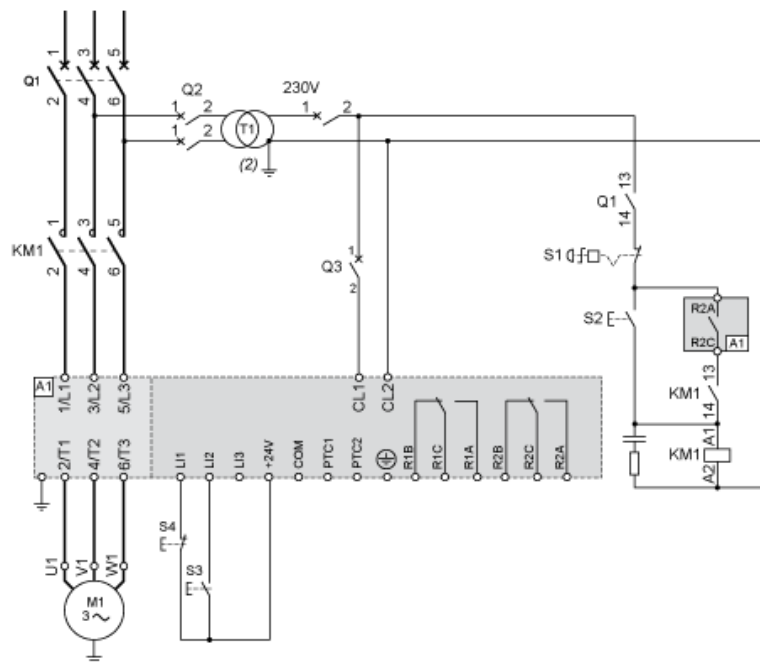 1 3 5
Q1
2 4 6
Q2
1 2
1 2
T1
(2)
230V
1 2
1 3 5
KM1
2 4 6
Q3
1
2
Q1
13
14
S1
S2
R2A
R2C
A1
KM1
13
14
KM1
A1
A2
A1
1/L1 3/L2 5/L3
CL1 CL2
2/T1 4/T2 6/T3
LI1 LI2 LI3 +24V COM PTC1 PTC2 R1B R1C R1A R2B R2C R2A
S4
S3
U1 V1 W1
M1
3